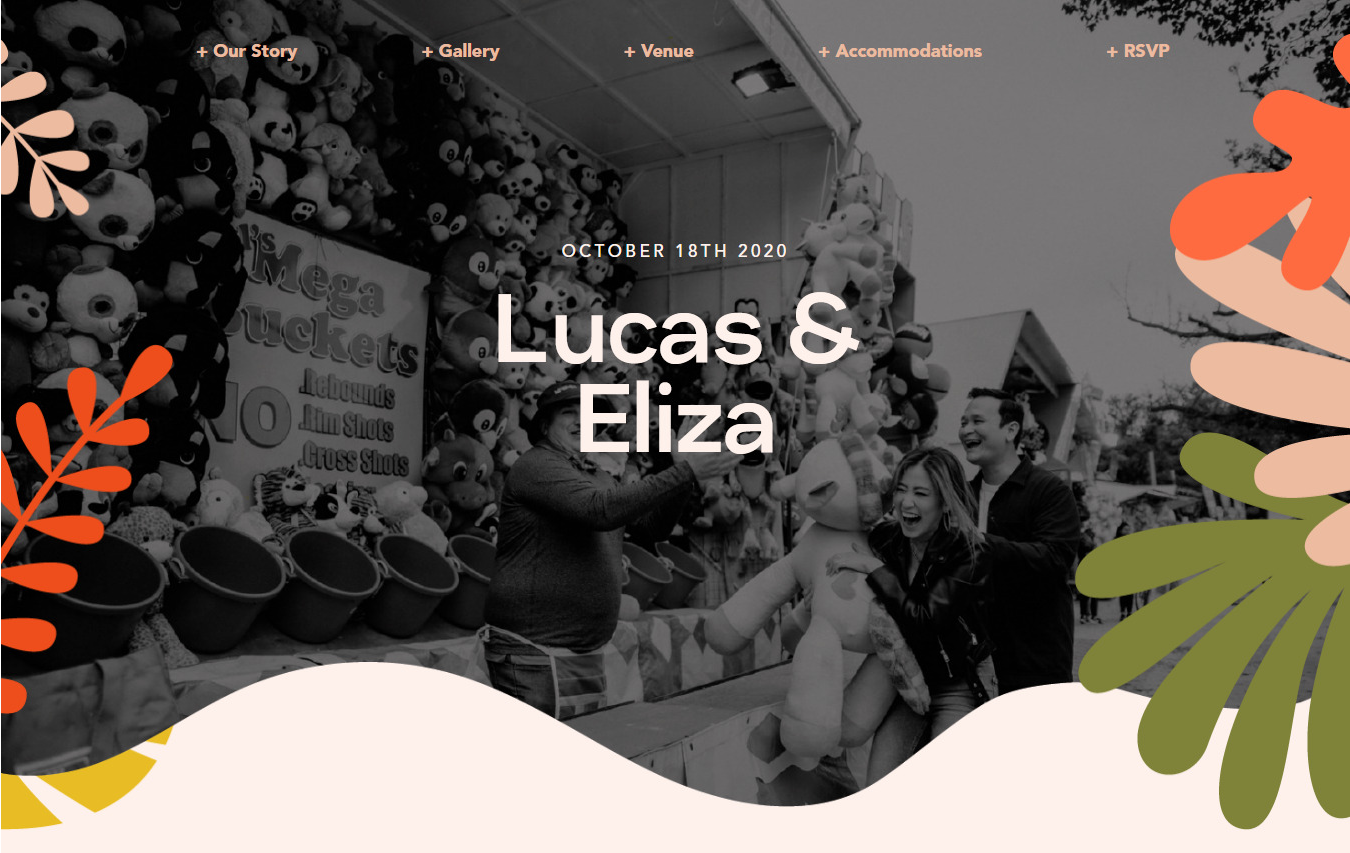 + Our Story
+ Gallery
+ Venue
+ Accommodations
+ RSVP
OCTOBER 18TH 2020
Lucas &
Eliza
Mega
Buckets
NO
.Rebounds
.Rim Shots
.Cross Shots